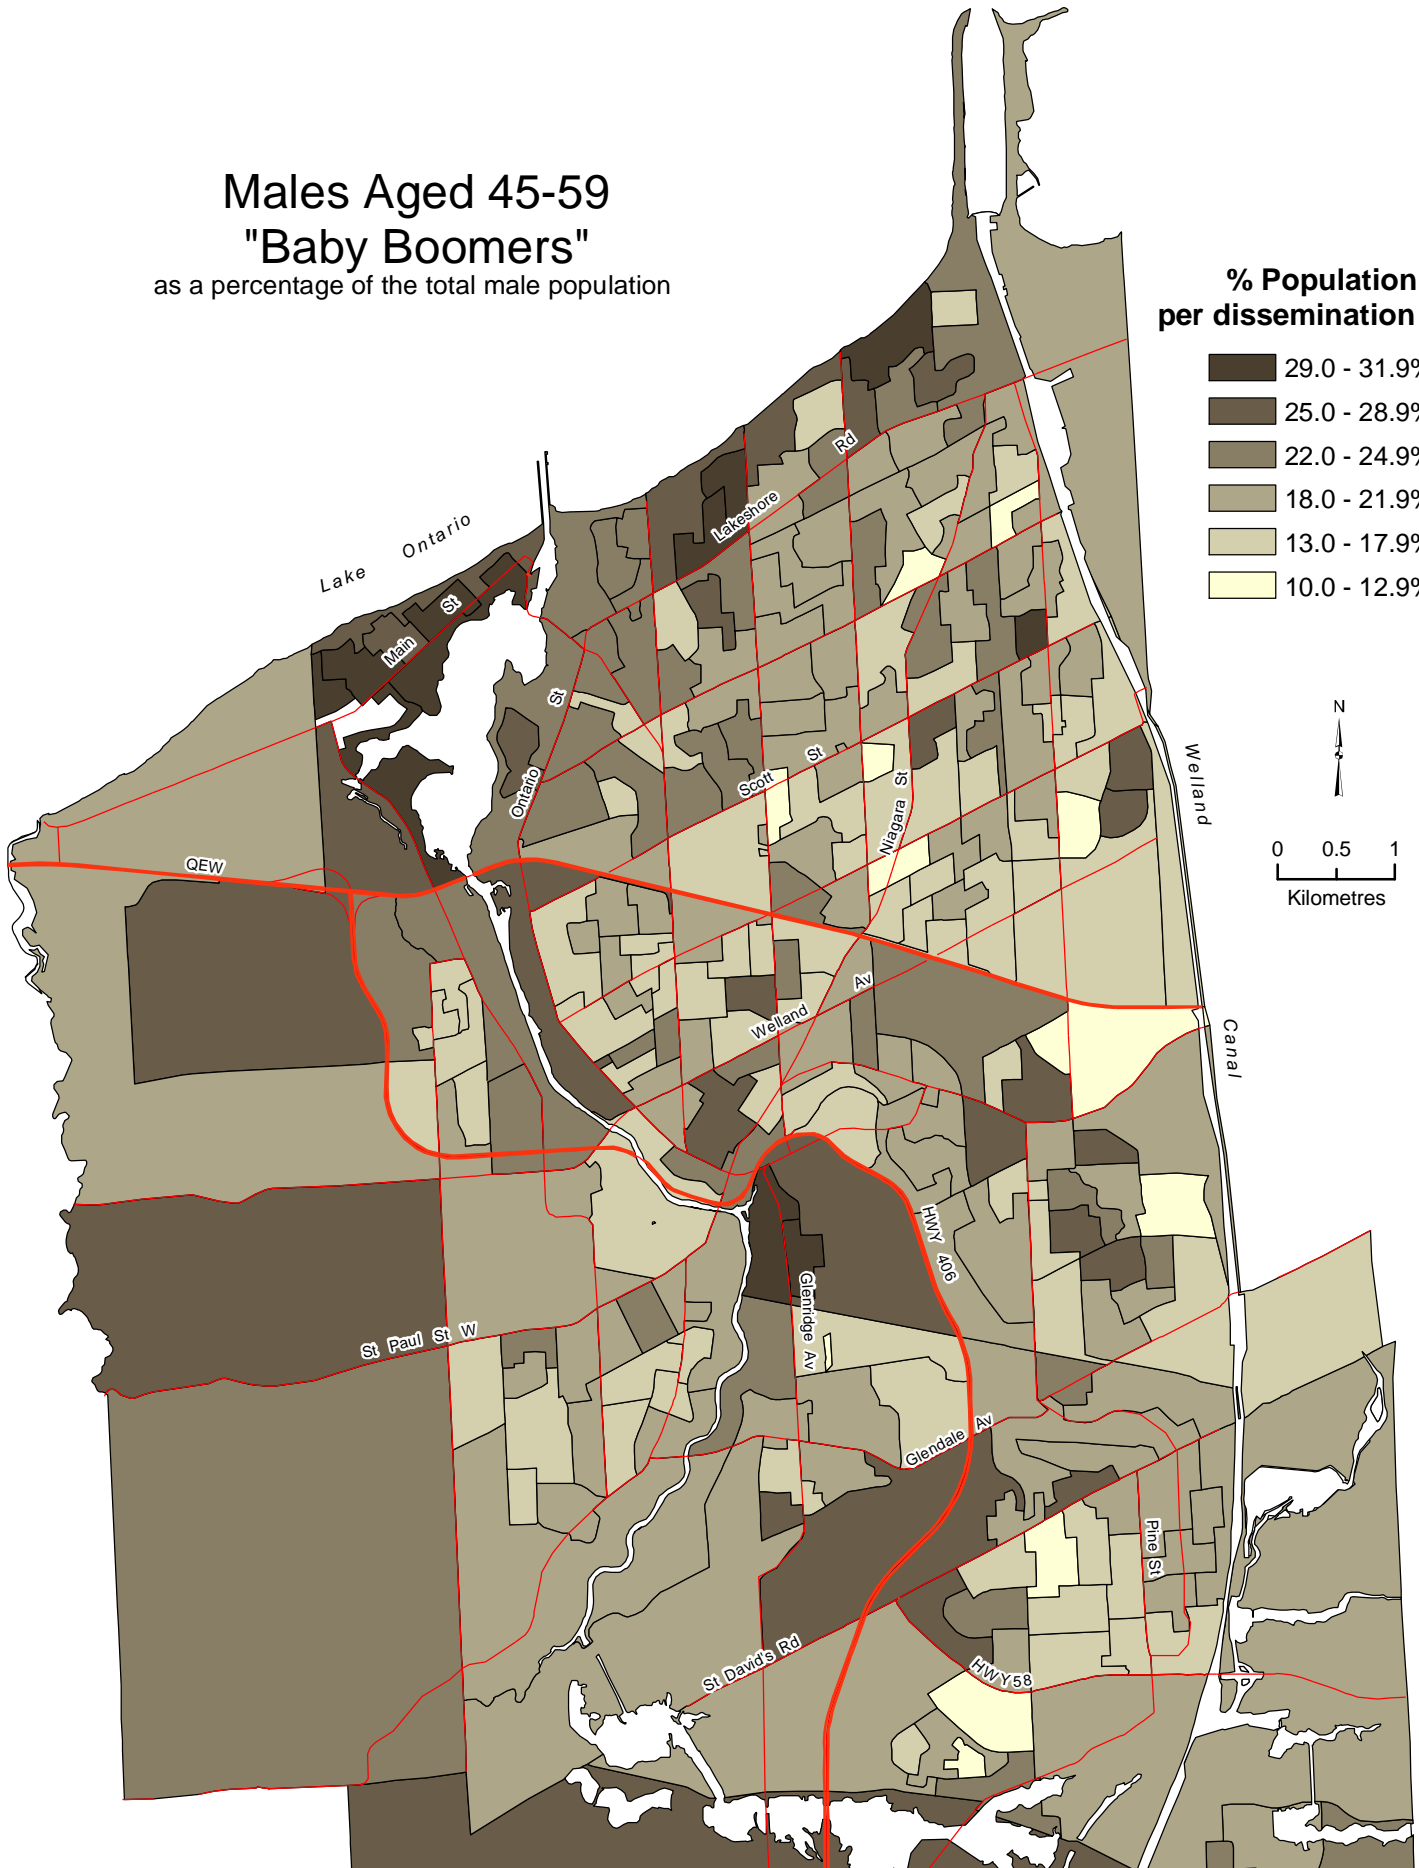 Males Aged 45-59
"Baby Boomers"
as a percentage of the total male population
% Population
per dissemination
29.0 - 31.9%
25.0 - 28.9%
22.0 - 24.9%
18.0 - 21.9%
13.0 - 17.9%
10.0 - 12.9%
N
0 0.5 1
Kilometres
Lake Ontario
Main St
Lakeshore Rd
Ontario St
Scott St
Niagara St
QEW
Welland Av
Welland Canal
HWY 406
Glenridge Av
St Paul St W
Glendale Av
Pine St
St David's Rd
HWY58